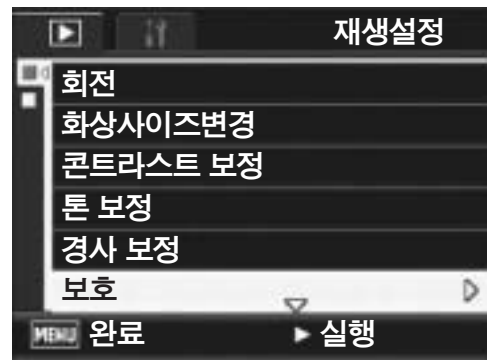 재생설정
회전
화상사이즈변경
콘트라스트 보정
톤 보정
경사 보정
보호
MENU 완료 실행